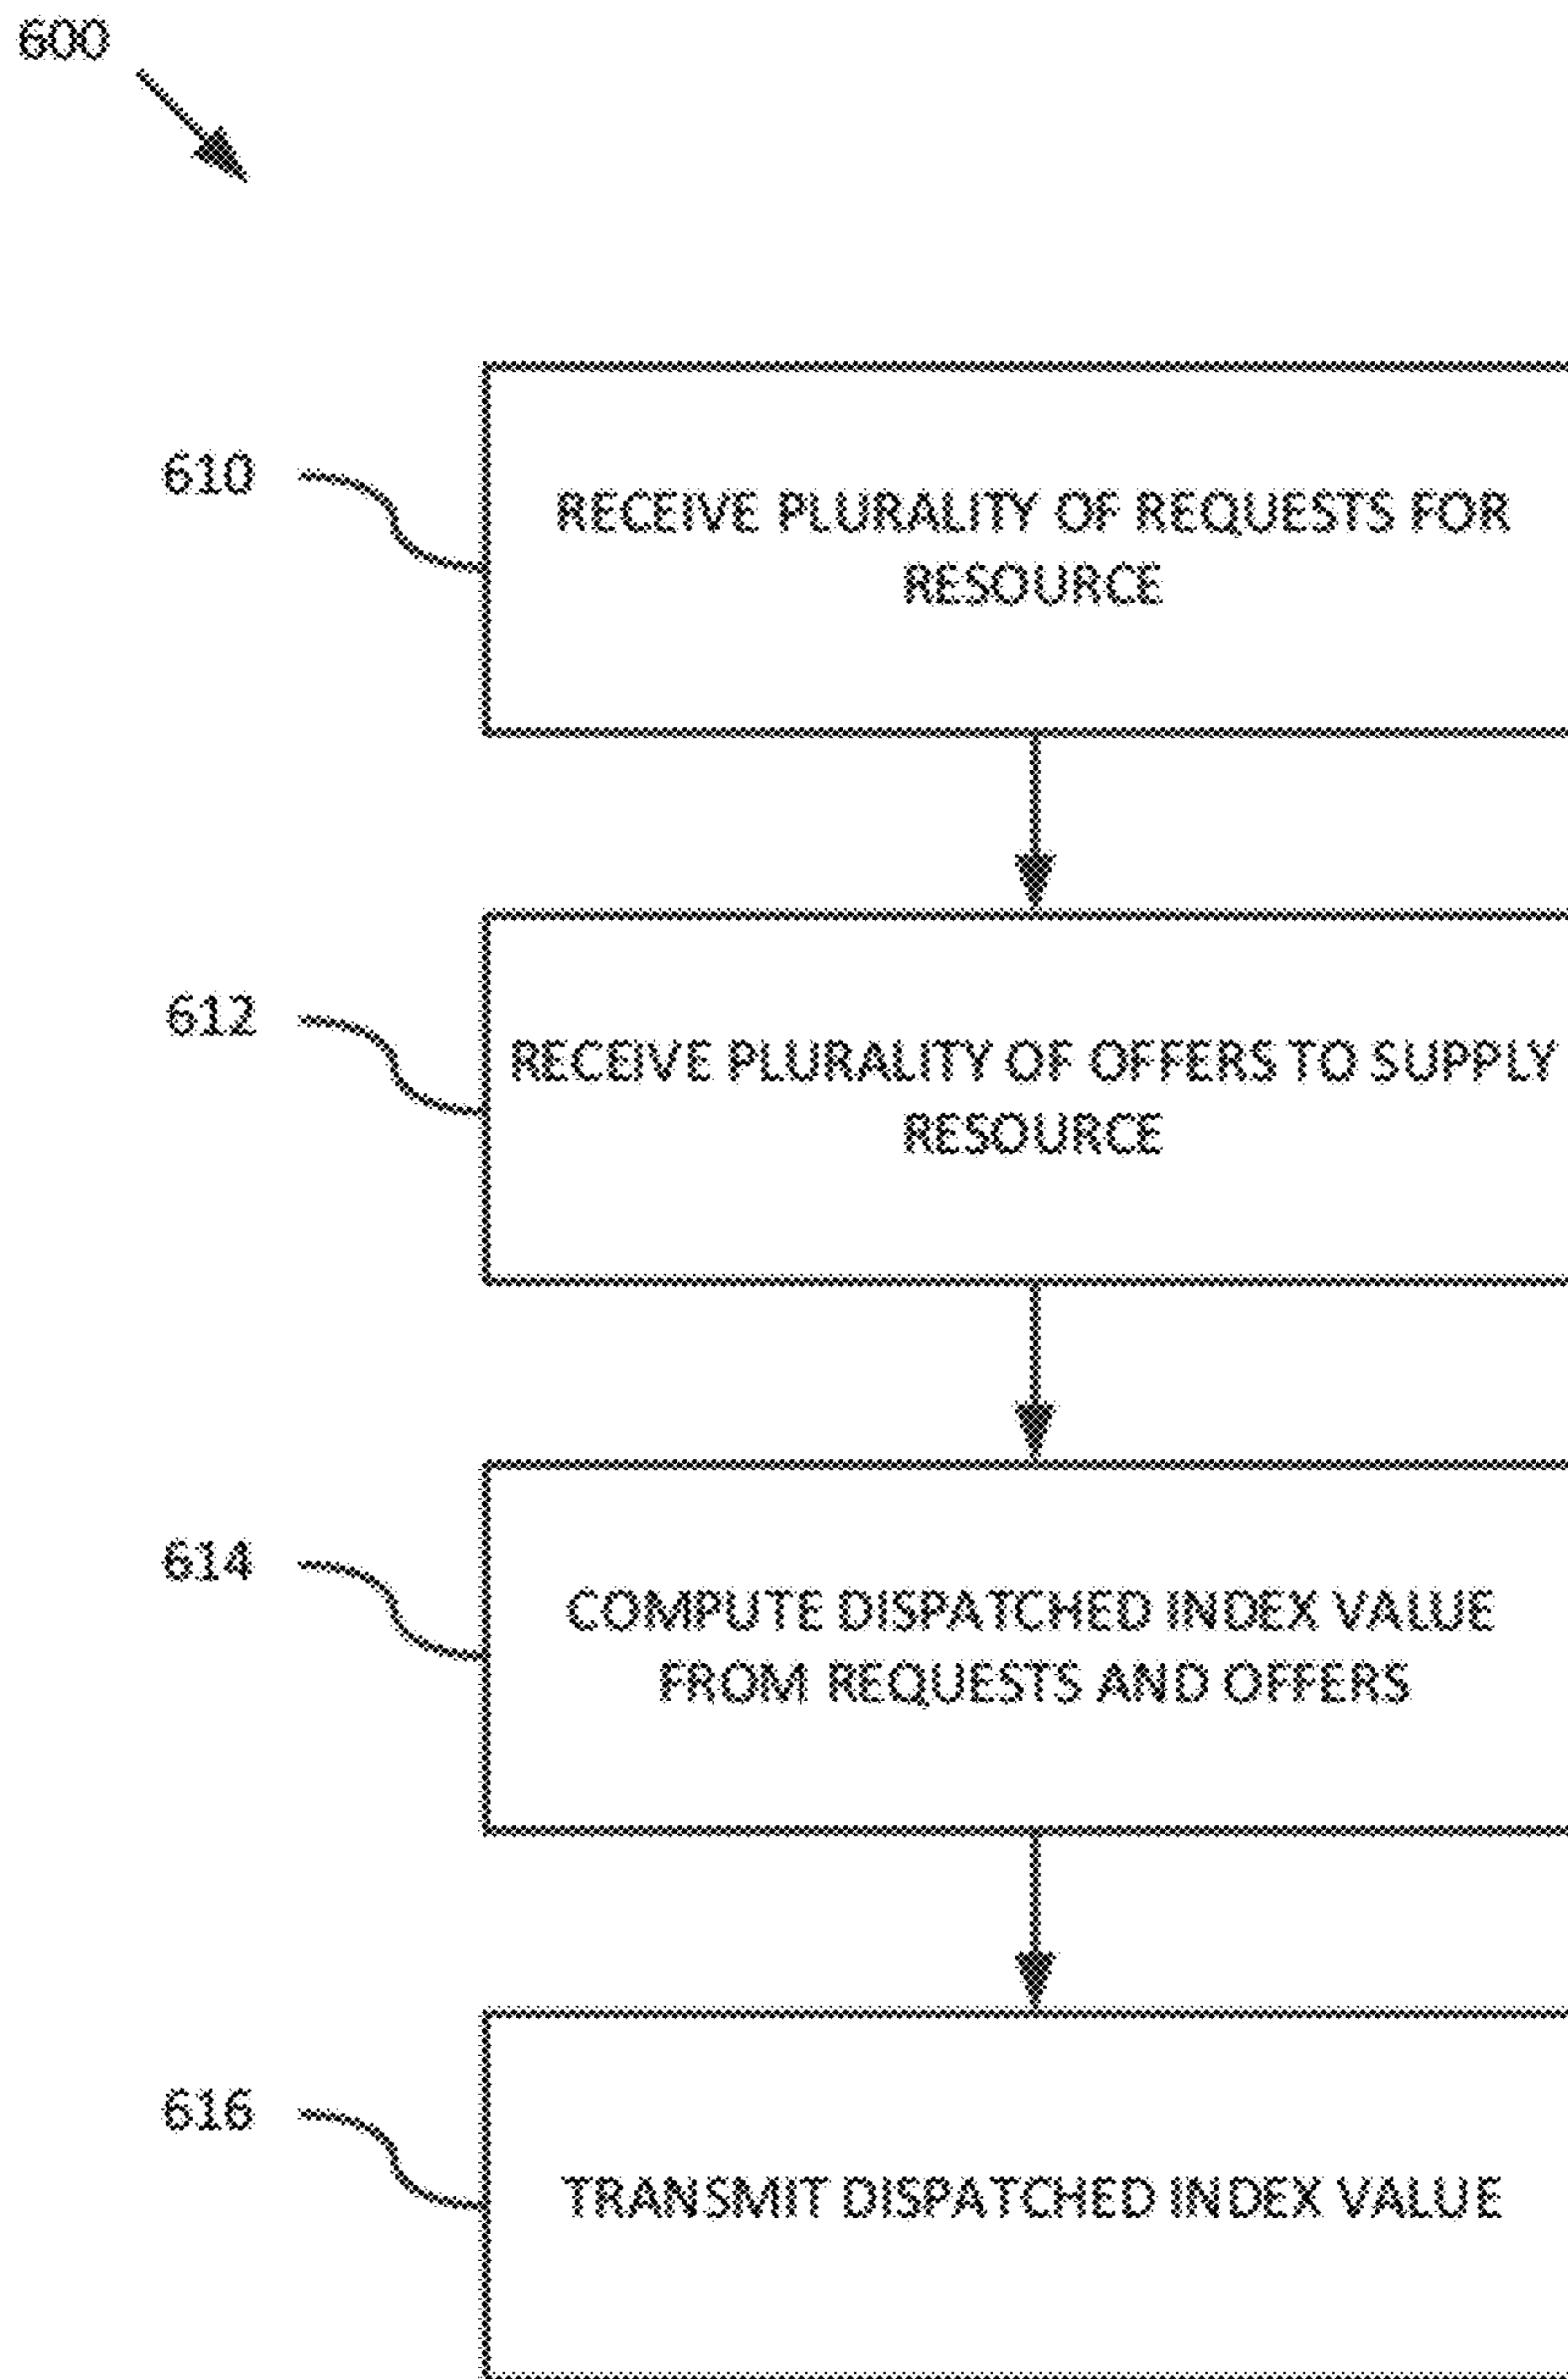 600
610
RECEIVE PLURALITY OF REQUESTS FOR
RESOURCE
612
RECEIVE PLURALITY OF OFFERS TO SUPPLY
RESOURCE
614
COMPUTE DISPATCHED INDEX VALUE
FROM REQUESTS AND OFFERS
616
TRANSMIT DISPATCHED INDEX VALUE